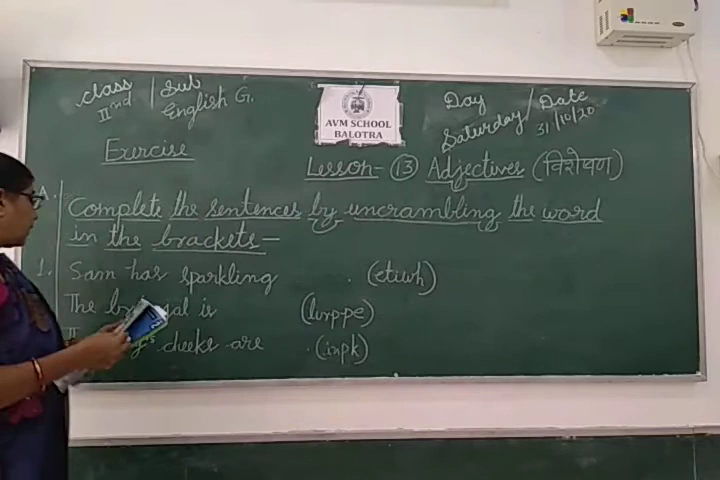 Class / Sub Day / Date
IInd English G. Saturday 31/10/20
AVM SCHOOL
BALOTRA
Exercise
Lesson- 13 Adjectives (विशेषण)
A. Complete the sentences by uncrambling the word
in the brackets-
1. Sam has sparkling . (etiwh)
The is (lurppe)
cheeks are . (inpk)